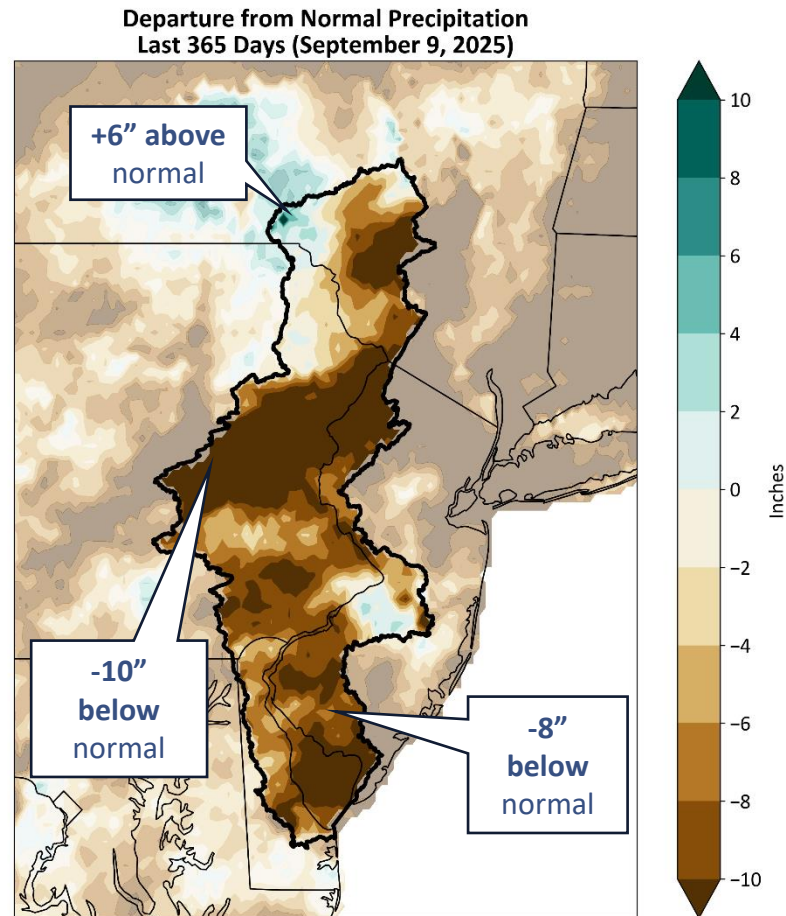 Departure from Normal Precipitation
Last 365 Days (September 9, 2025)
+6” above
normal
-10”
below
normal
-8”
below
normal
10
8
6
4
2
0
−2
−4
−6
−8
−10
Inches